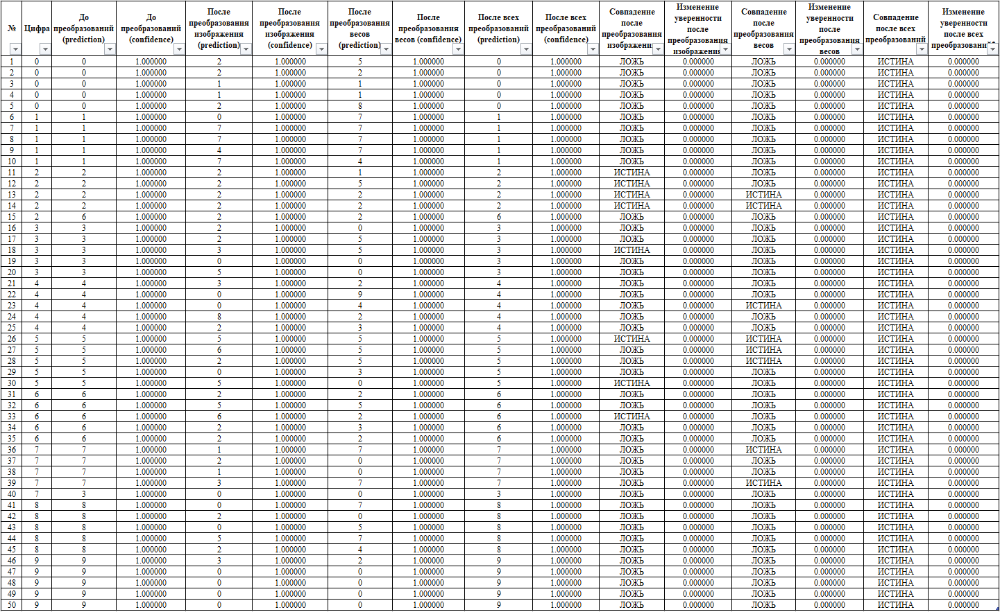 № Цифра До преобразований (prediction) До преобразований (confidence) После преобразования изображения (prediction) После преобразования изображения (confidence) После преобразования весов (prediction) После преобразования весов (confidence) После всех преобразований (prediction) После всех преобразований (confidence) Совпадение после преобразования изображения Изменение уверенности после преобразования изображения Совпадение после преобразования весов Изменение уверенности после преобразования весов Совпадение после всех преобразований Изменение уверенности после всех преобразований
1 0 0 1.000000 2 1.000000 5 1.000000 0 1.000000 ЛОЖЬ 0.000000 ЛОЖЬ 0.000000 ИСТИНА 0.000000
2 0 0 1.000000 2 1.000000 2 1.000000 0 1.000000 ЛОЖЬ 0.000000 ЛОЖЬ 0.000000 ИСТИНА 0.000000
3 0 0 1.000000 1 1.000000 1 1.000000 0 1.000000 ЛОЖЬ 0.000000 ЛОЖЬ 0.000000 ИСТИНА 0.000000
4 0 0 1.000000 1 1.000000 1 1.000000 0 1.000000 ЛОЖЬ 0.000000 ЛОЖЬ 0.000000 ИСТИНА 0.000000
5 0 0 1.000000 2 1.000000 8 1.000000 0 1.000000 ЛОЖЬ 0.000000 ЛОЖЬ 0.000000 ИСТИНА 0.000000
6 1 1 1.000000 0 1.000000 7 1.000000 1 1.000000 ЛОЖЬ 0.000000 ЛОЖЬ 0.000000 ИСТИНА 0.000000
7 1 1 1.000000 7 1.000000 7 1.000000 1 1.000000 ЛОЖЬ 0.000000 ЛОЖЬ 0.000000 ИСТИНА 0.000000
8 1 1 1.000000 7 1.000000 7 1.000000 1 1.000000 ЛОЖЬ 0.000000 ЛОЖЬ 0.000000 ИСТИНА 0.000000
9 1 1 1.000000 4 1.000000 7 1.000000 1 1.000000 ЛОЖЬ 0.000000 ЛОЖЬ 0.000000 ИСТИНА 0.000000
10 1 1 1.000000 7 1.000000 4 1.000000 1 1.000000 ЛОЖЬ 0.000000 ЛОЖЬ 0.000000 ИСТИНА 0.000000
11 2 2 1.000000 2 1.000000 1 1.000000 2 1.000000 ИСТИНА 0.000000 ЛОЖЬ 0.000000 ИСТИНА 0.000000
12 2 2 1.000000 2 1.000000 5 1.000000 2 1.000000 ИСТИНА 0.000000 ЛОЖЬ 0.000000 ИСТИНА 0.000000
13 2 2 1.000000 2 1.000000 2 1.000000 2 1.000000 ИСТИНА 0.000000 ИСТИНА 0.000000 ИСТИНА 0.000000
14 2 2 1.000000 2 1.000000 2 1.000000 2 1.000000 ИСТИНА 0.000000 ИСТИНА 0.000000 ИСТИНА 0.000000
15 2 6 1.000000 2 1.000000 2 1.000000 6 1.000000 ЛОЖЬ 0.000000 ЛОЖЬ 0.000000 ИСТИНА 0.000000
16 3 3 1.000000 2 1.000000 0 1.000000 3 1.000000 ЛОЖЬ 0.000000 ЛОЖЬ 0.000000 ИСТИНА 0.000000
17 3 3 1.000000 2 1.000000 5 1.000000 3 1.000000 ЛОЖЬ 0.000000 ЛОЖЬ 0.000000 ИСТИНА 0.000000
18 3 3 1.000000 3 1.000000 5 1.000000 3 1.000000 ИСТИНА 0.000000 ЛОЖЬ 0.000000 ИСТИНА 0.000000
19 3 3 1.000000 0 1.000000 0 1.000000 3 1.000000 ЛОЖЬ 0.000000 ЛОЖЬ 0.000000 ИСТИНА 0.000000
20 3 3 1.000000 5 1.000000 0 1.000000 3 1.000000 ЛОЖЬ 0.000000 ЛОЖЬ 0.000000 ИСТИНА 0.000000
21 4 4 1.000000 3 1.000000 2 1.000000 4 1.000000 ЛОЖЬ 0.000000 ЛОЖЬ 0.000000 ИСТИНА 0.000000
22 4 4 1.000000 0 1.000000 9 1.000000 4 1.000000 ЛОЖЬ 0.000000 ЛОЖЬ 0.000000 ИСТИНА 0.000000
23 4 4 1.000000 0 1.000000 4 1.000000 4 1.000000 ЛОЖЬ 0.000000 ИСТИНА 0.000000 ИСТИНА 0.000000
24 4 4 1.000000 8 1.000000 2 1.000000 4 1.000000 ЛОЖЬ 0.000000 ЛОЖЬ 0.000000 ИСТИНА 0.000000
25 4 4 1.000000 2 1.000000 3 1.000000 4 1.000000 ЛОЖЬ 0.000000 ЛОЖЬ 0.000000 ИСТИНА 0.000000
26 5 5 1.000000 5 1.000000 5 1.000000 5 1.000000 ИСТИНА 0.000000 ИСТИНА 0.000000 ИСТИНА 0.000000
27 5 5 1.000000 6 1.000000 5 1.000000 5 1.000000 ЛОЖЬ 0.000000 ИСТИНА 0.000000 ИСТИНА 0.000000
28 5 5 1.000000 2 1.000000 5 1.000000 5 1.000000 ЛОЖЬ 0.000000 ИСТИНА 0.000000 ИСТИНА 0.000000
29 5 5 1.000000 0 1.000000 3 1.000000 5 1.000000 ЛОЖЬ 0.000000 ЛОЖЬ 0.000000 ИСТИНА 0.000000
30 5 5 1.000000 5 1.000000 0 1.000000 5 1.000000 ИСТИНА 0.000000 ЛОЖЬ 0.000000 ИСТИНА 0.000000
31 6 6 1.000000 2 1.000000 2 1.000000 6 1.000000 ЛОЖЬ 0.000000 ЛОЖЬ 0.000000 ИСТИНА 0.000000
32 6 6 1.000000 5 1.000000 5 1.000000 6 1.000000 ЛОЖЬ 0.000000 ЛОЖЬ 0.000000 ИСТИНА 0.000000
33 6 6 1.000000 6 1.000000 2 1.000000 6 1.000000 ИСТИНА 0.000000 ЛОЖЬ 0.000000 ИСТИНА 0.000000
34 6 6 1.000000 2 1.000000 3 1.000000 6 1.000000 ЛОЖЬ 0.000000 ЛОЖЬ 0.000000 ИСТИНА 0.000000
35 6 6 1.000000 2 1.000000 2 1.000000 6 1.000000 ЛОЖЬ 0.000000 ЛОЖЬ 0.000000 ИСТИНА 0.000000
36 7 7 1.000000 1 1.000000 7 1.000000 7 1.000000 ЛОЖЬ 0.000000 ИСТИНА 0.000000 ИСТИНА 0.000000
37 7 7 1.000000 2 1.000000 0 1.000000 7 1.000000 ЛОЖЬ 0.000000 ЛОЖЬ 0.000000 ИСТИНА 0.000000
38 7 7 1.000000 1 1.000000 0 1.000000 7 1.000000 ЛОЖЬ 0.000000 ЛОЖЬ 0.000000 ИСТИНА 0.000000
39 7 7 1.000000 3 1.000000 7 1.000000 7 1.000000 ЛОЖЬ 0.000000 ИСТИНА 0.000000 ИСТИНА 0.000000
40 7 3 1.000000 0 1.000000 0 1.000000 3 1.000000 ЛОЖЬ 0.000000 ЛОЖЬ 0.000000 ИСТИНА 0.000000
41 8 8 1.000000 0 1.000000 7 1.000000 8 1.000000 ЛОЖЬ 0.000000 ЛОЖЬ 0.000000 ИСТИНА 0.000000
42 8 8 1.000000 2 1.000000 0 1.000000 8 1.000000 ЛОЖЬ 0.000000 ЛОЖЬ 0.000000 ИСТИНА 0.000000
43 8 8 1.000000 0 1.000000 5 1.000000 8 1.000000 ЛОЖЬ 0.000000 ЛОЖЬ 0.000000 ИСТИНА 0.000000
44 8 8 1.000000 5 1.000000 7 1.000000 8 1.000000 ЛОЖЬ 0.000000 ЛОЖЬ 0.000000 ИСТИНА 0.000000
45 8 8 1.000000 2 1.000000 4 1.000000 8 1.000000 ЛОЖЬ 0.000000 ЛОЖЬ 0.000000 ИСТИНА 0.000000
46 9 9 1.000000 3 1.000000 2 1.000000 9 1.000000 ЛОЖЬ 0.000000 ЛОЖЬ 0.000000 ИСТИНА 0.000000
47 9 9 1.000000 0 1.000000 0 1.000000 9 1.000000 ЛОЖЬ 0.000000 ЛОЖЬ 0.000000 ИСТИНА 0.000000
48 9 9 1.000000 0 1.000000 0 1.000000 9 1.000000 ЛОЖЬ 0.000000 ЛОЖЬ 0.000000 ИСТИНА 0.000000
49 9 9 1.000000 0 1.000000 0 1.000000 9 1.000000 ЛОЖЬ 0.000000 ЛОЖЬ 0.000000 ИСТИНА 0.000000
50 9 9 1.000000 0 1.000000 0 1.000000 9 1.000000 ЛОЖЬ 0.000000 ЛОЖЬ 0.000000 ИСТИНА 0.000000